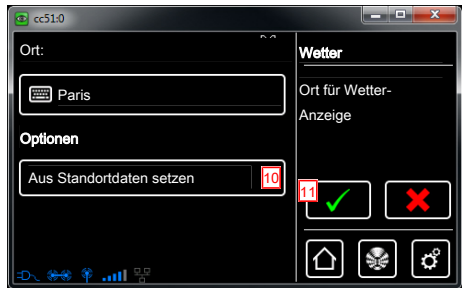 cc51:0
Ort:
Paris
Optionen
Aus Standortdaten setzen
10
Wetter
Ort für Wetter-
Anzeige
11